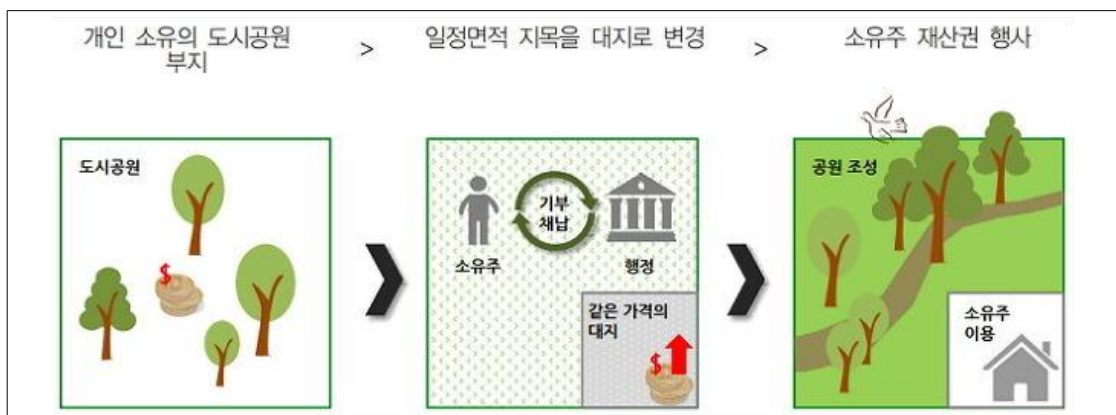 개인 소유의 도시공원
부지
>
일정면적 지목을 대지로 변경
>
소유주 재산권 행사
도시공원
$
기부
채납
소유주
행정
같은 가격의
대지
$
공원 조성
소유주
이용